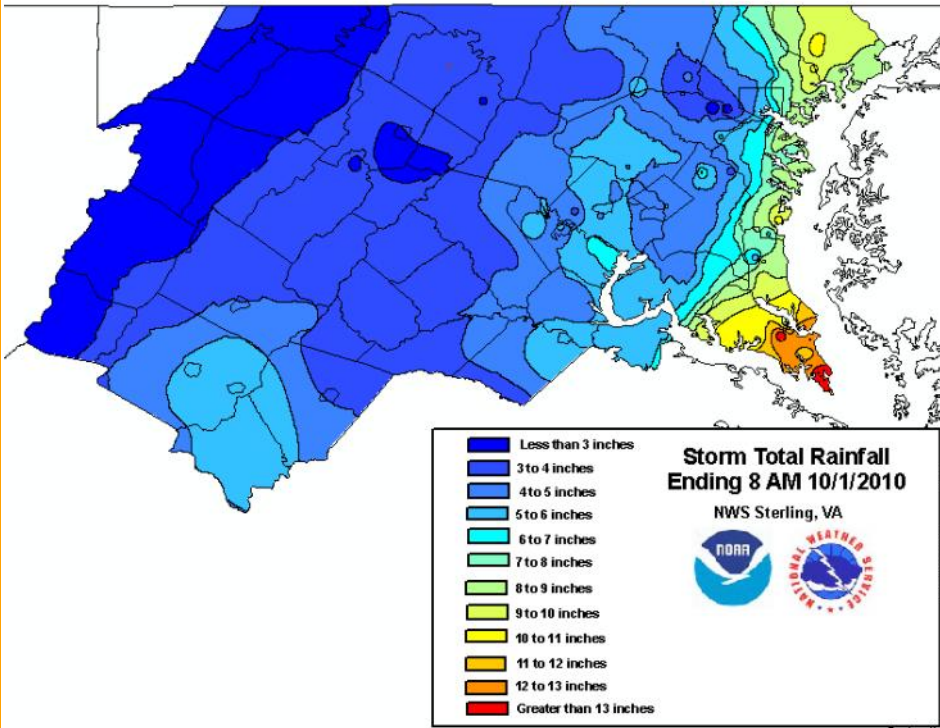 Less than 3 inches
3 to 4 inches
4 to 5 inches
5 to 6 inches
6 to 7 inches
7 to 8 inches
8 to 9 inches
9 to 10 inches
10 to 11 inches
11 to 12 inches
12 to 13 inches
Greater than 13 inches
Storm Total Rainfall
Ending 8 AM 10/1/2010
NWS Sterling, VA
NOAA
NATIONAL WEATHER SERVICE